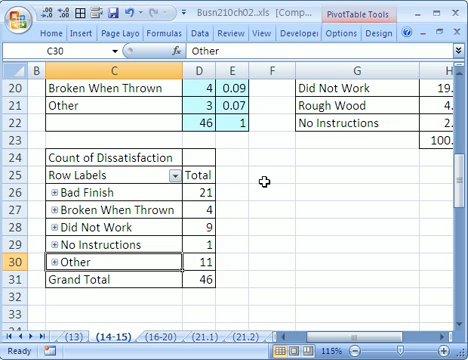 Busn210ch02..xls [Comp... PivotTable Tools
Home Insert Page Layo Formulas Data Review View Developer Options Design
C30 fx Other
B C D E F G H
20 Broken When Thrown 4 0.09 Did Not Work 19.
21 Other 3 0.07 Rough Wood 4.
22 46 1 No Instructions 2.
23 100.
24 Count of Dissatisfaction
25 Row Labels Total
26 Bad Finish 21
27 Broken When Thrown 4
28 Did Not Work 9
29 No Instructions 1
30 Other 11
31 Grand Total 46
32
33
(13) (14-15) (16-20) (21.1) (21.2)
Ready 115%